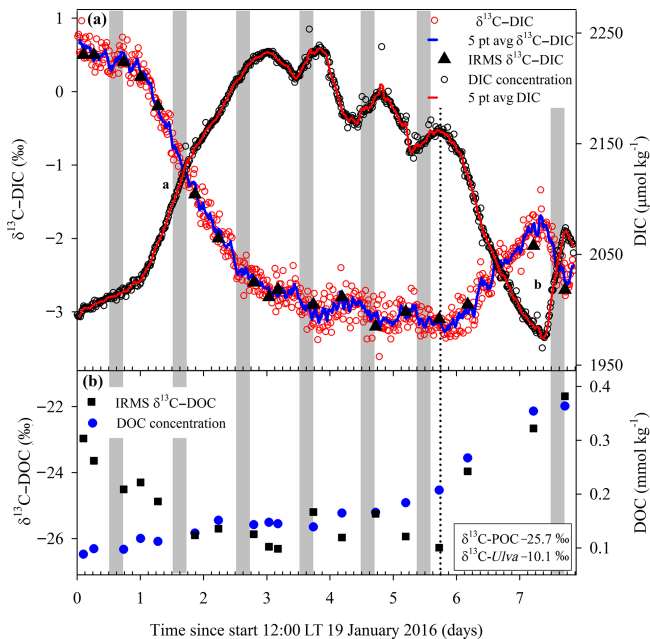 (a)
δ¹³C–DIC
5 pt avg δ¹³C–DIC
IRMS δ¹³C–DIC
DIC concentration
5 pt avg DIC
1
0
−1
−2
−3
δ¹³C–DIC (‰)
2250
2150
2050
1950
DIC (μmol kg⁻¹)
a
b
(b)
IRMS δ¹³C–DOC
DOC concentration
−22
−24
−25
−26
δ¹³C–DOC (‰)
0.4
0.3
0.2
0.1
DOC (mmol kg⁻¹)
δ¹³C-POC −25.7 ‰
δ¹³C-Ulva −10.1 ‰
0 1 2 3 4 5 6 7
Time since start 12:00 LT 19 January 2016 (days)